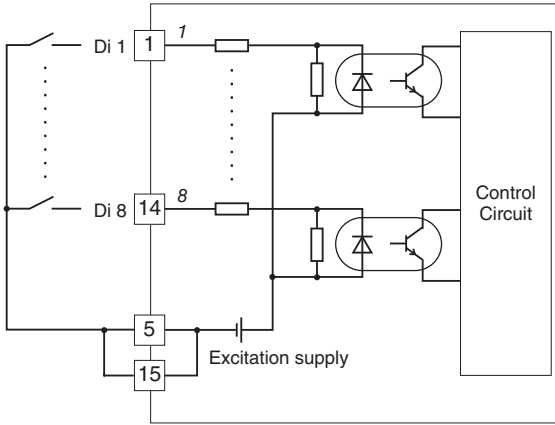 Di 1
1
1
Di 8
14
8
Control
Circuit
5
Excitation supply
15